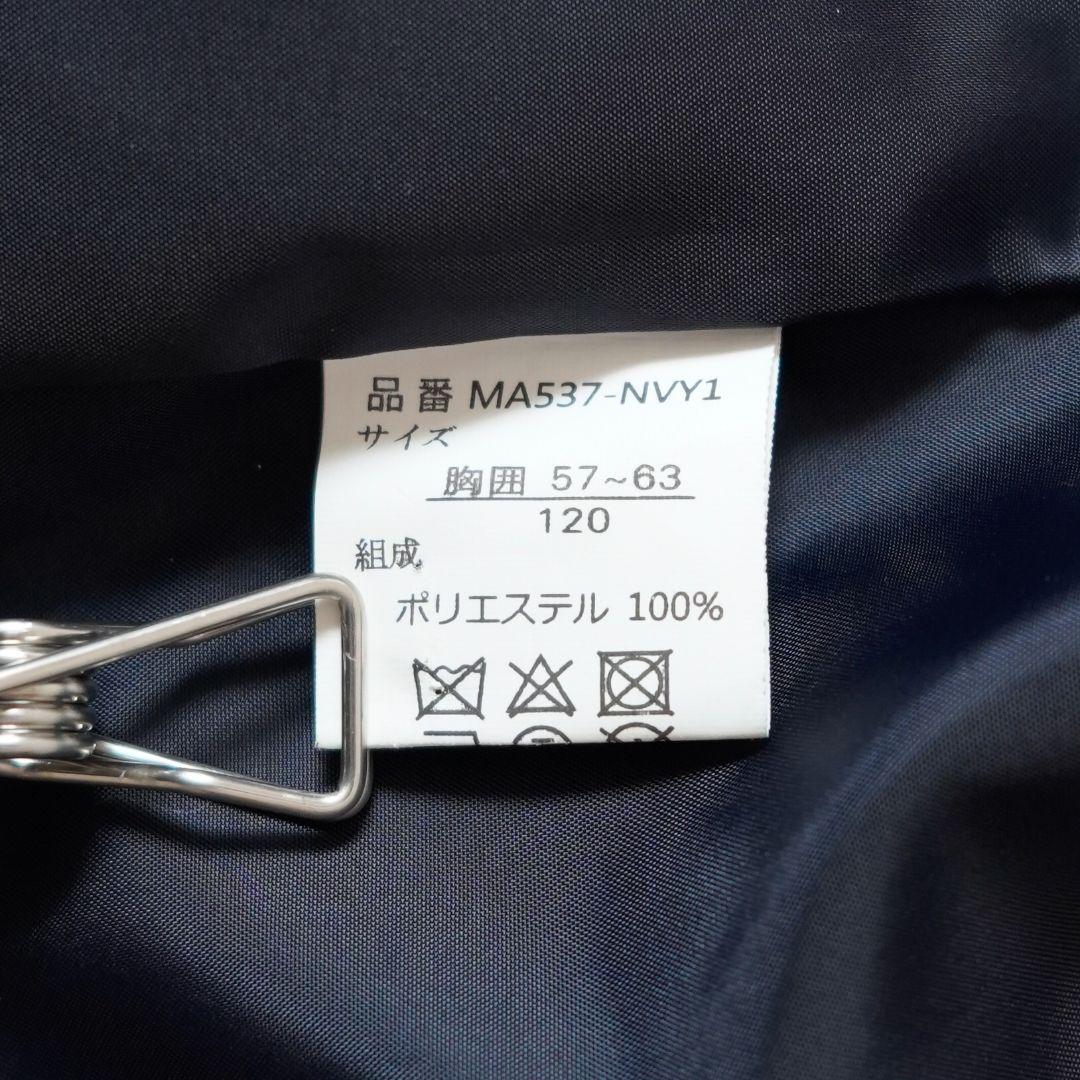 品番 MA537-NVY1
サイズ
胸囲 57~63
120
組成
ポリエステル 100%